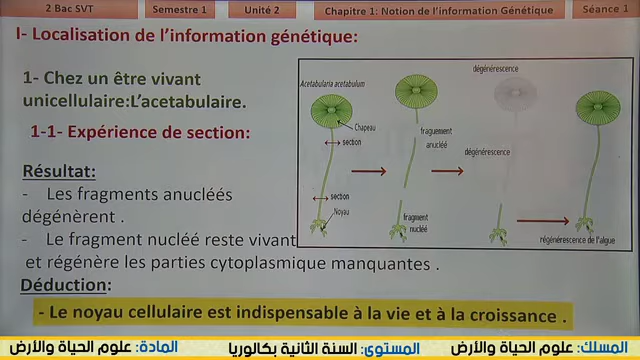 2 Bac SVT
Semestre 1
Unité 2
Chapitre 1: Notion de l'information Génétique
Séance 1
I- Localisation de l'information génétique:
1- Chez un être vivant
unicellulaire:L'acetabulaire.
1-1- Expérience de section:
Résultat:
- Les fragments anucléés
dégénèrent .
- Le fragment nucléé reste vivant
et régénère les parties cytoplasmique manquantes .
Déduction:
- Le noyau cellulaire est indispensable à la vie et à la croissance .
Acetabularia acetabulum
Chapeau
section
section
Noyau
fraguement
anucléé
fragment
nucléé
dégénérescence
dégénérescence
régénérescence de l'algue
المسلك: علوم الحياة والأرض
المستوى: السنة الثانية بكالوريا
المادة: علوم الحياة والأرض